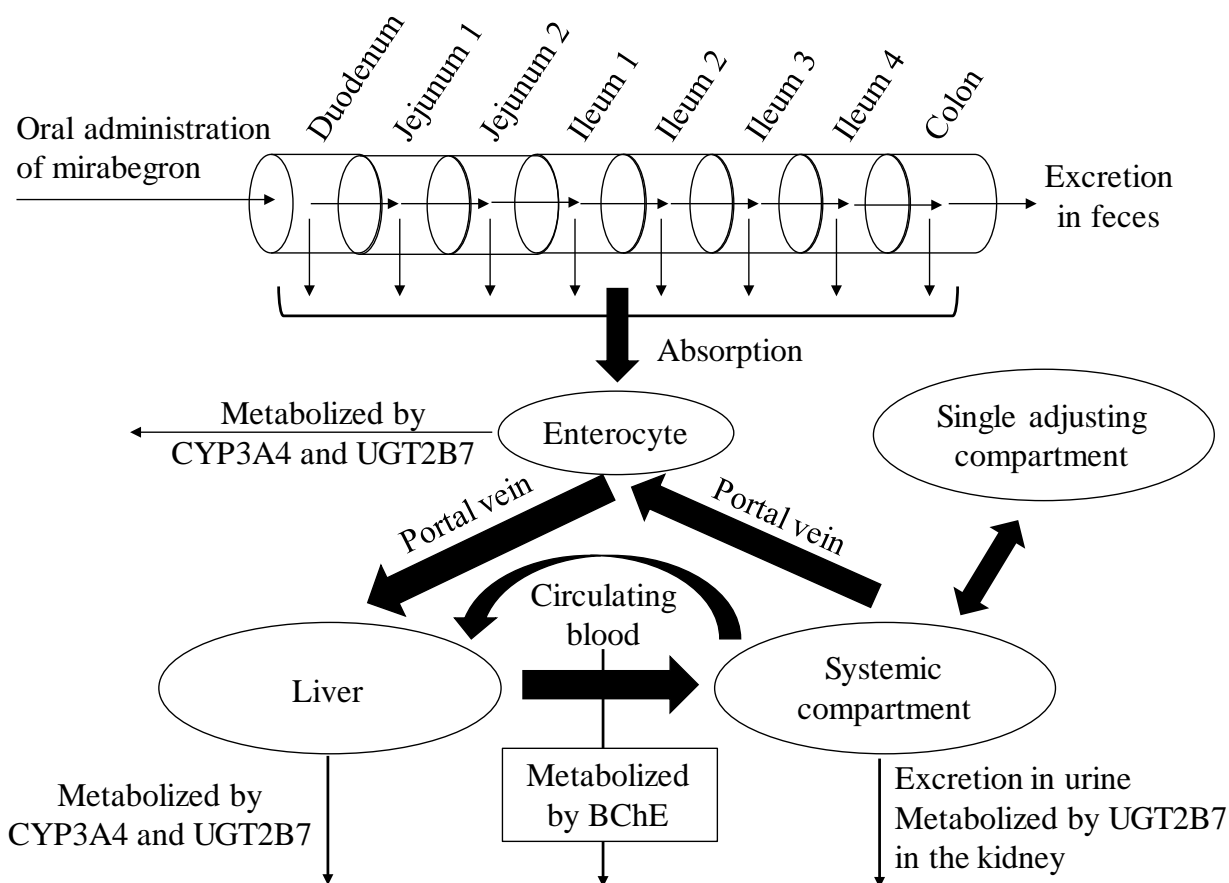 Duodenum
Jejunum 1
Jejunum 2
Ileum 1
Ileum 2
Ileum 3
Ileum 4
Colon
Oral administration
of mirabegron
Excretion
in feces
Absorption
Metabolized by
CYP3A4 and UGT2B7
Enterocyte
Single adjusting
compartment
Portal vein
Portal vein
Circulating
blood
Liver
Systemic
compartment
Metabolized by
CYP3A4 and UGT2B7
Metabolized
by BChE
Excretion in urine
Metabolized by UGT2B7
in the kidney